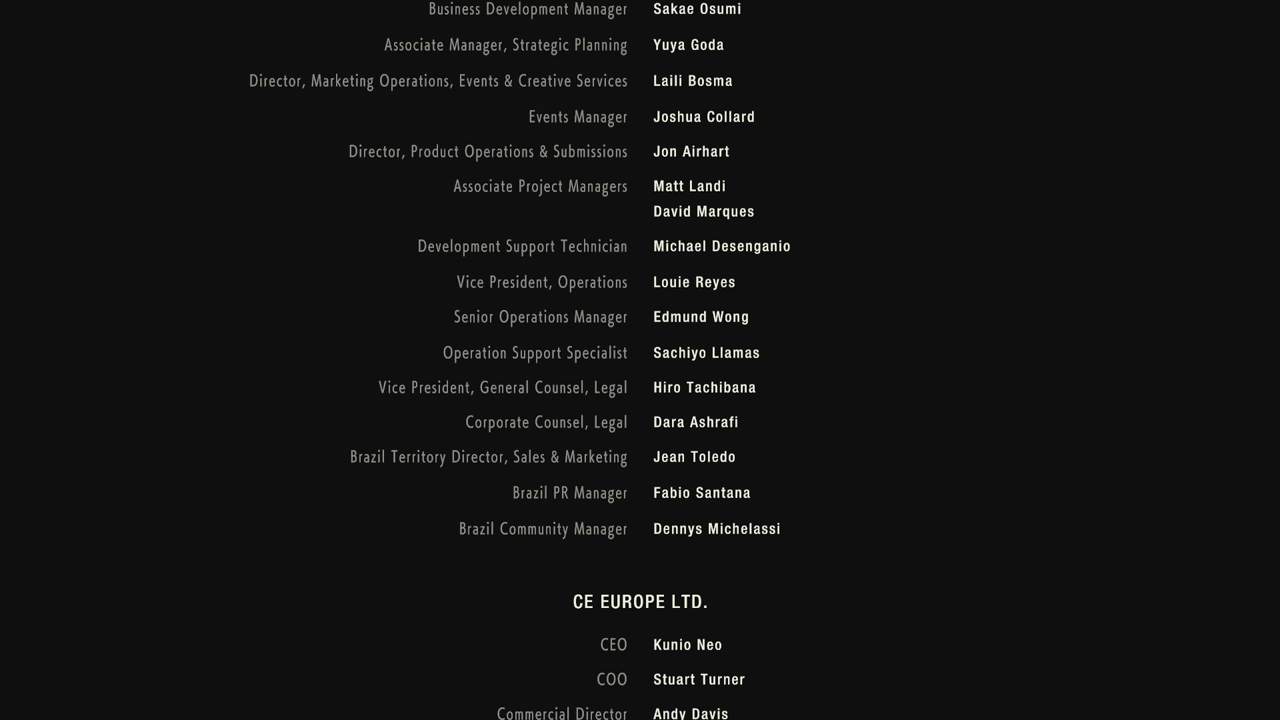 Business Development Manager Sakae Osumi
Associate Manager, Strategic Planning Yuya Goda
Director, Marketing Operations, Events & Creative Services Laili Bosma
Events Manager Joshua Collard
Director, Product Operations & Submissions Jon Airhart
Associate Project Managers Matt Landi
David Marques
Development Support Technician Michael Desenganio
Vice President, Operations Louie Reyes
Senior Operations Manager Edmund Wong
Operation Support Specialist Sachiyo Llamas
Vice President, General Counsel, Legal Hiro Tachibana
Corporate Counsel, Legal Dara Ashrafi
Brazil Territory Director, Sales & Marketing Jean Toledo
Brazil PR Manager Fabio Santana
Brazil Community Manager Dennys Michelassi
CE EUROPE LTD.
CEO Kunio Neo
COO Stuart Turner
Commercial Director Andy Davis